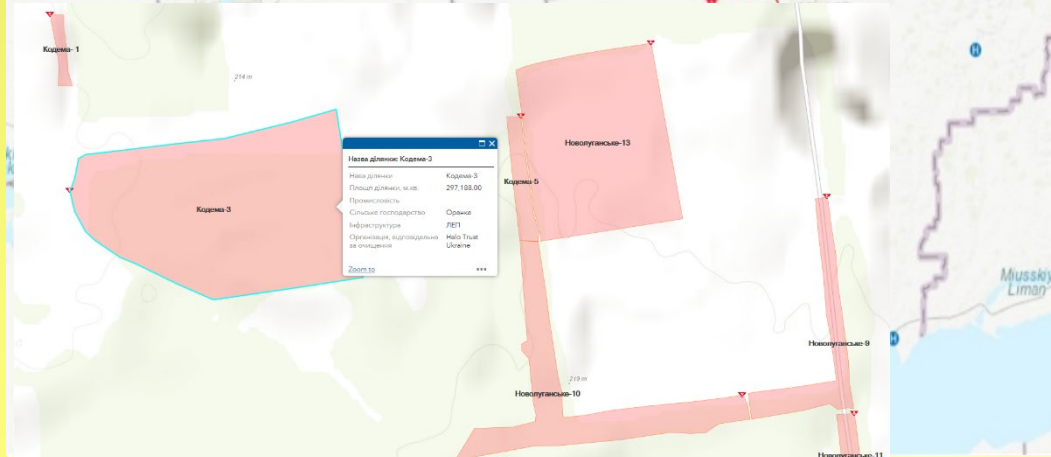 Кодема- 1
214 m
Новолуганське-13
Назва ділянки: Кодема-3
Назва ділянки Кодема-3
Площа ділянки, м.кв. 297,188.00
Промисловість
Сільське господарство Оранка
Інфраструктура ЛЕП
Організація, відповідальна Halo Trust
за очищення Ukraine
Zoom to
Кодема-5
Кодема-3
H
Miusskiy
Liman
H
Новолуганське-9
219 m
Новолуганське-10
Новолуганське-11